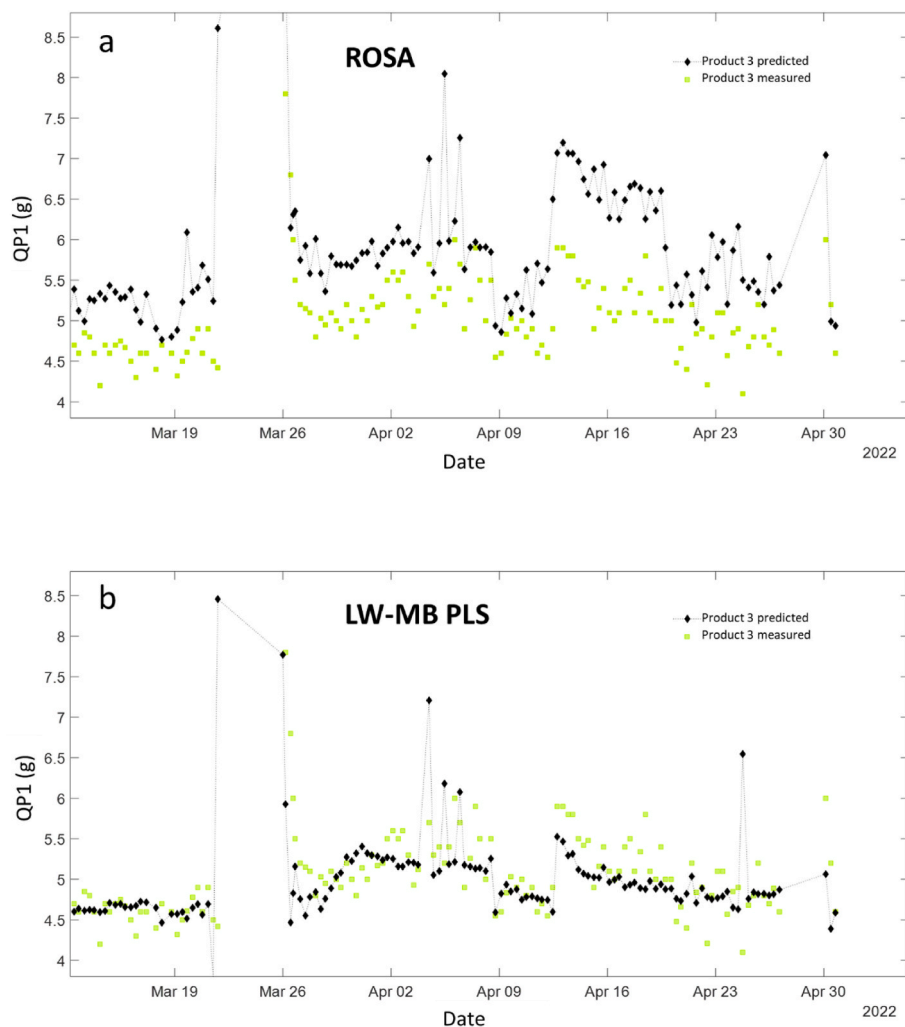 a
ROSA
Product 3 predicted
Product 3 measured
8.5
8
7.5
7
6.5
6
5.5
5
4.5
4
QP1 (g)
Mar 19
Mar 26
Apr 02
Apr 09
Apr 16
Apr 23
Apr 30
2022
Date
b
LW-MB PLS
Product 3 predicted
Product 3 measured
8.5
8
7.5
7
6.5
6
5.5
5
4.5
4
QP1 (g)
Mar 19
Mar 26
Apr 02
Apr 09
Apr 16
Apr 23
Apr 30
2022
Date